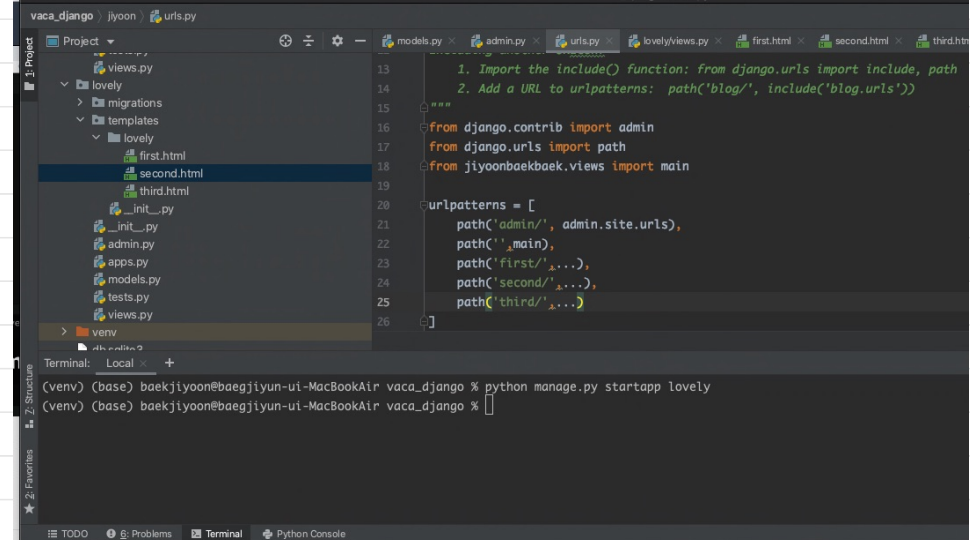 vaca_django jiyoon urls.py
Project
models.py admin.py urls.py lovely/views.py first.html second.html
1: Project
views.py
lovely
migrations
templates
lovely
first.html
second.html
third.html
__init__.py
__init__.py
admin.py
apps.py
models.py
tests.py
views.py
venv
13 1. Import the include() function: from django.urls import include, path
14 2. Add a URL to urlpatterns: path('blog/', include('blog.urls'))
15 """
16 from django.contrib import admin
17 from django.urls import path
18 from jiyoonbaekbaek.views import main
19
20 urlpatterns = [
21 path('admin/', admin.site.urls),
22 path('',main),
23 path('first/',...),
24 path('second/',...),
25 path('third/',...)
26 ]
Terminal: Local +
(venv) (base) baekjiyoon@baegjiyun-ui-MacBookAir vaca_django % python manage.py startapp lovely
(venv) (base) baekjiyoon@baegjiyun-ui-MacBookAir vaca_django %
Z: Structure
2: Favorites
TODO 6: Problems Terminal Python Console